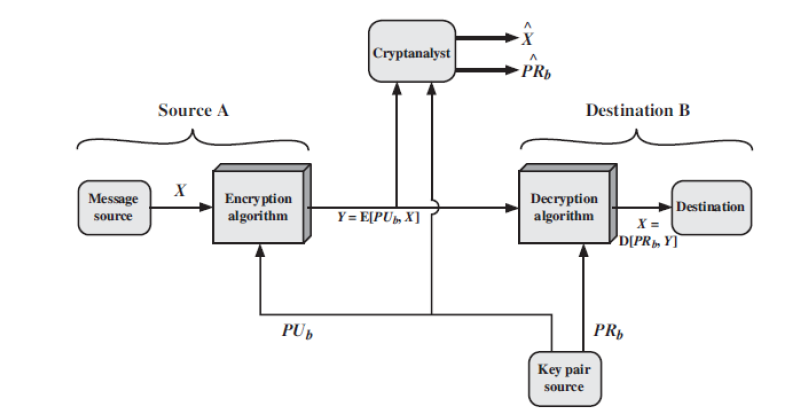 X̂
Cryptanalyst
P̂R_b
Source A
Destination B
X
Message
source
Encryption
algorithm
Y = E[PU_b, X]
Decryption
algorithm
Destination
X =
D[PR_b, Y]
PU_b
PR_b
Key pair
source